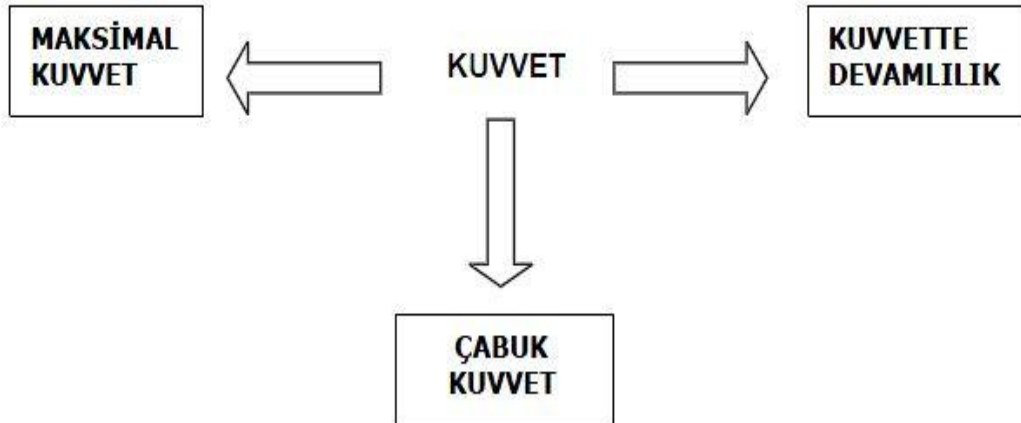 MAKSİMAL
KUVVET
KUVVET
KUVVETTE
DEVAMLILIK
ÇABUK
KUVVET